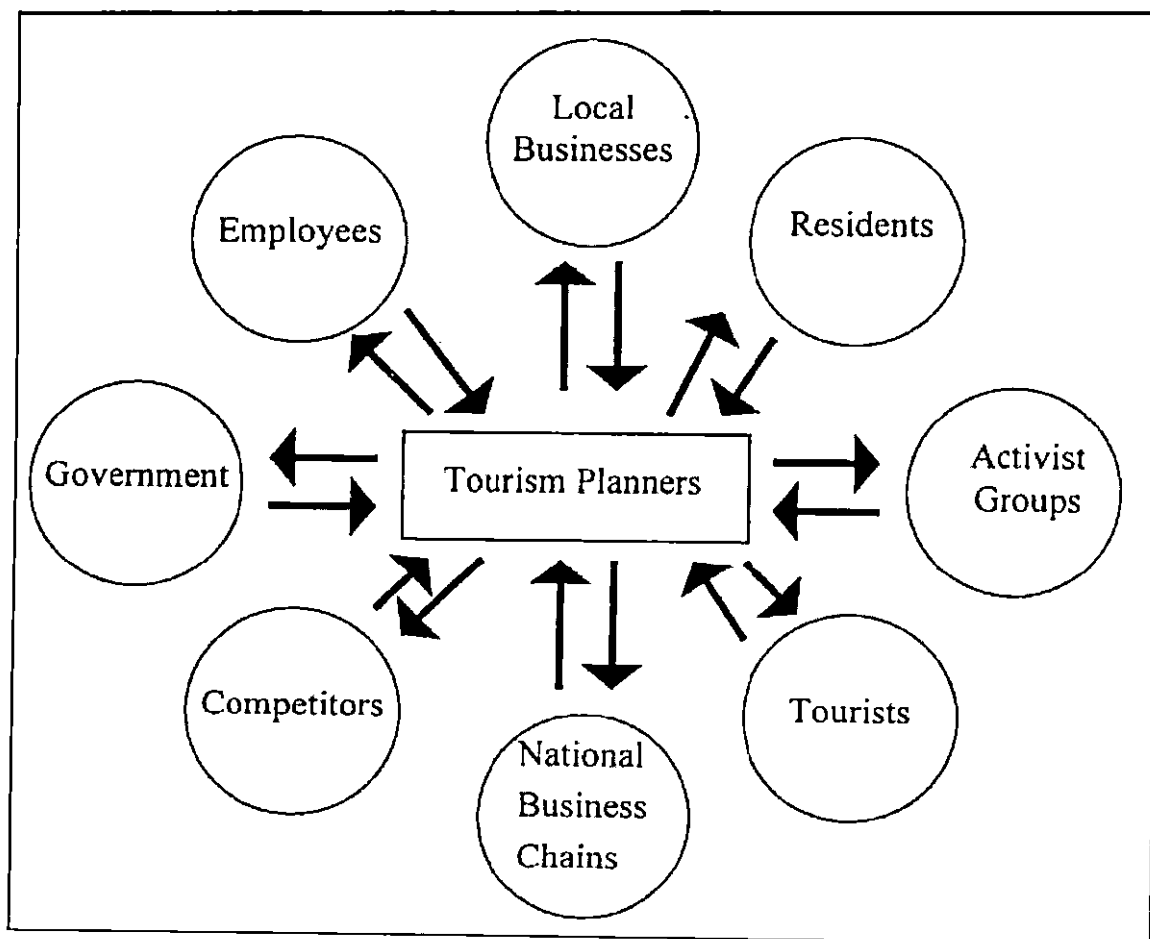 Local
Businesses
Employees
Residents
Government
Tourism Planners
Activist
Groups
Competitors
Tourists
National
Business
Chains